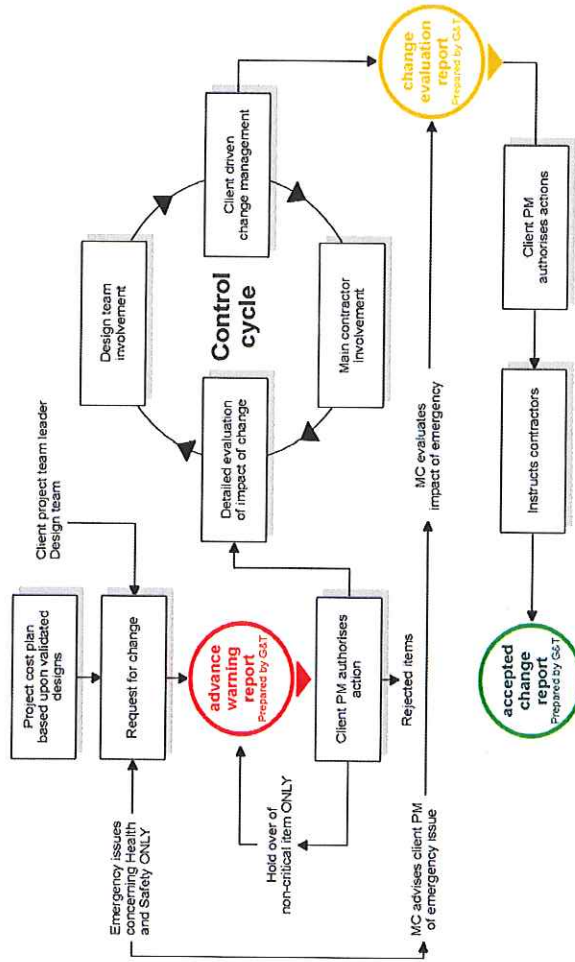 Project cost plan
based upon validated
designs
Client project team leader
Design team
Request for change
Emergency issues
concerning Health
and Safety ONLY
advance
warning
report
Prepared by G&T
Hold over of
non-critical item ONLY
Client PM authorises
action
Rejected items
Design team
involvement
Control
cycle
Detailed evaluation
of impact of change
Client driven
change management
Main contractor
involvement
MC advises client PM
of emergency issue
MC evaluates
impact of emergency
change
evaluation
report
Prepared by G&T
Client PM
authorises actions
Instructs contractors
accepted
change
report
Prepared by G&T